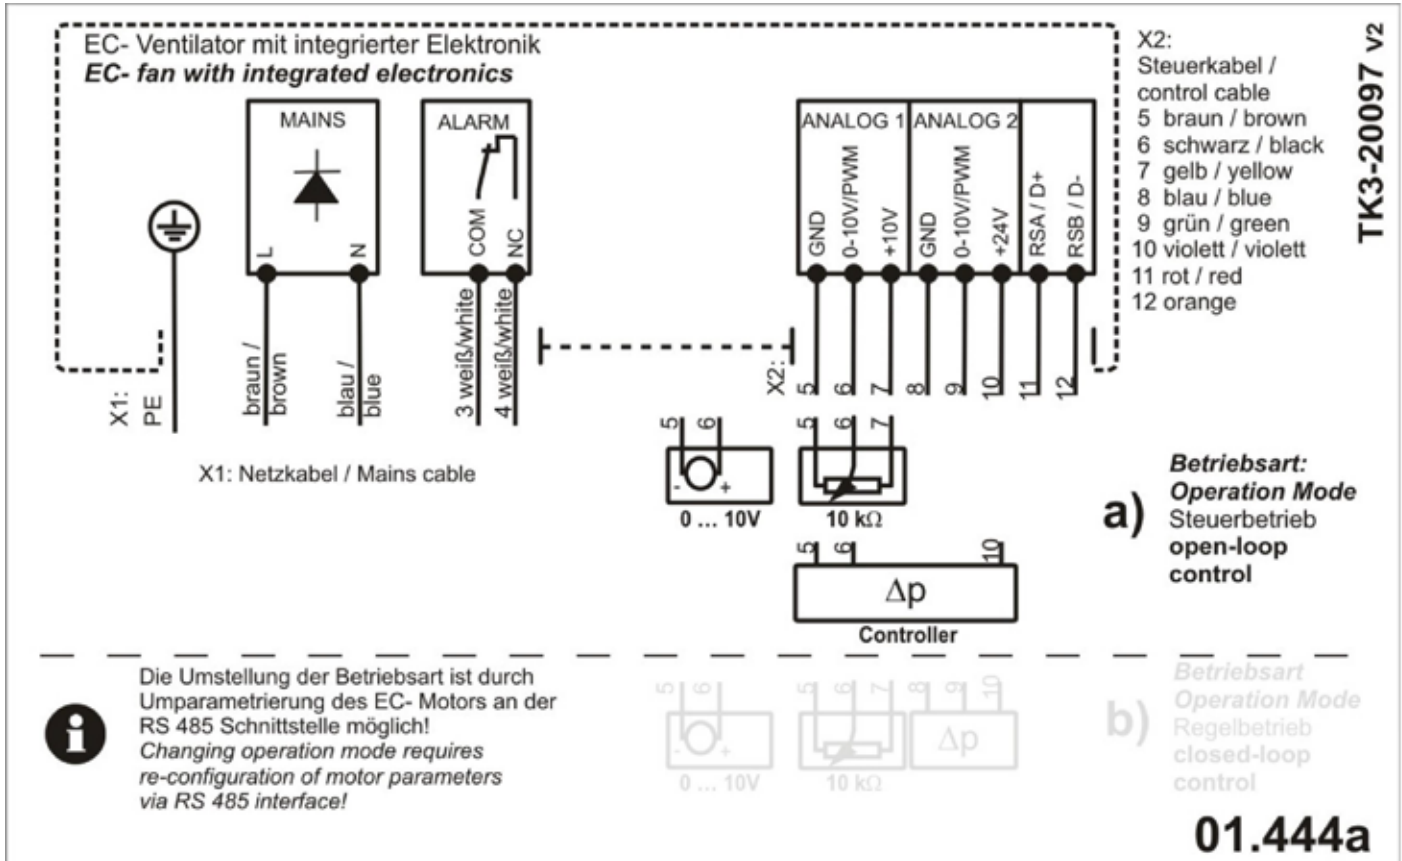 EC- Ventilator mit integrierter Elektronik
EC- fan with integrated electronics
MAINS
L
N
ALARM
COM
NC
ANALOG 1
GND
0-10V/PWM
+10V
ANALOG 2
GND
0-10V/PWM
+24V
RSA / D+
RSB / D-
X2:
Steuerkabel /
control cable
5 braun / brown
6 schwarz / black
7 gelb / yellow
8 blau / blue
9 grün / green
10 violett / violett
11 rot / red
12 orange
TK3-20097 V2
X1:
PE
braun /
brown
blau /
blue
3 weiß/white
4 weiß/white
X2:
5
6
7
8
9
10
11
12
X1: Netzkabel / Mains cable
5 6
- +
0 ... 10V
5 6 7
10 kΩ
5 6 10
Δp
Controller
a)
Betriebsart:
Operation Mode
Steuerbetrieb
open-loop
control
i
Die Umstellung der Betriebsart ist durch
Umparametrierung des EC- Motors an der
RS 485 Schnittstelle möglich!
Changing operation mode requires
re-configuration of motor parameters
via RS 485 interface!
5 6
- +
0 ... 10V
5 6 7
10 kΩ
8 9 10
Δp
b)
Betriebsart
Operation Mode
Regelbetrieb
closed-loop
control
01.444a